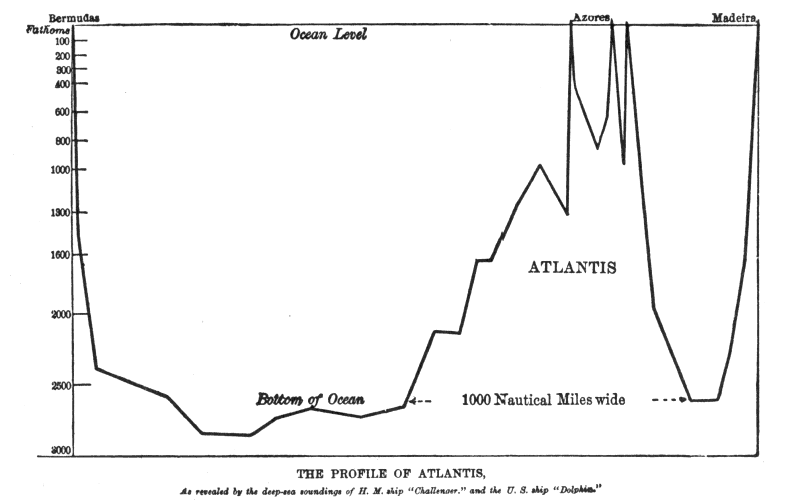 Bermudas
Azores
Madeira
Fathoms
Ocean Level
100
200
300
400
600
800
1000
1300
1600
ATLANTIS
2000
2500
Bottom of Ocean
1000 Nautical Miles wide
3000
THE PROFILE OF ATLANTIS,
As revealed by the deep-sea soundings of H. M. ship "Challenger." and the U. S. ship "Dolphin."